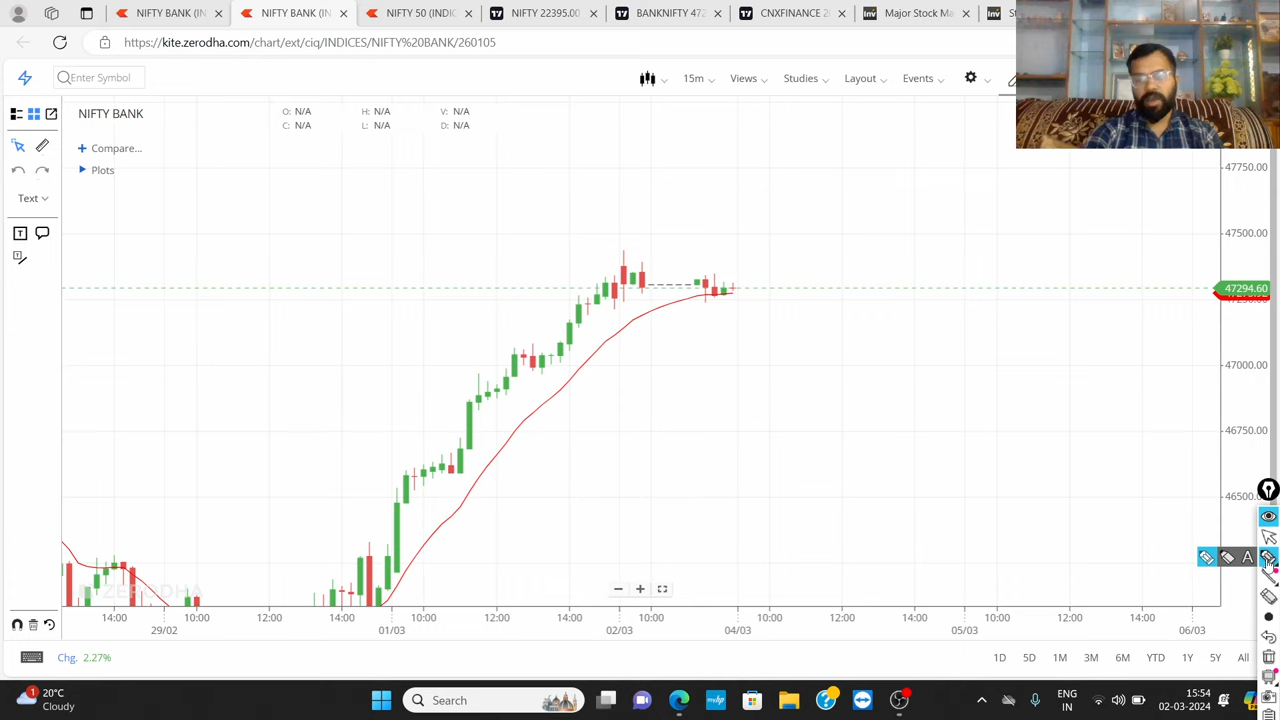 NIFTY BANK (IN
NIFTY BANK (IN
NIFTY 50 (INDIC
NIFTY 22395.00
BANKNIFTY 472
CNXFINANCE 2
Major Stock M
https://kite.zerodha.com/chart/ext/ciq/INDICES/NIFTY%20BANK/260105
Enter Symbol
15m
Views
Studies
Layout
Events
NIFTY BANK
O: N/A
H: N/A
V: N/A
C: N/A
L: N/A
D: N/A
Compare...
Plots
Text
T
47750.00
47500.00
47294.60
47000.00
46750.00
46500.
A
ZERODHA
14:00
10:00
12:00
14:00
10:00
12:00
14:00
10:00
10:00
12:00
14:00
10:00
12:00
14:00
29/02
01/03
02/03
04/03
05/03
06/03
Chg. 2.27%
1D
5D
1M
3M
6M
YTD
1Y
5Y
All
1
20°C
Cloudy
Search
ENG
IN
15:54
02-03-2024